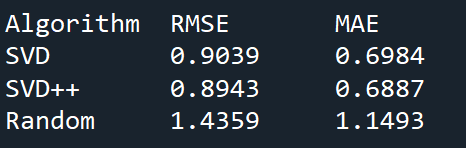 Algorithm RMSE MAE
SVD 0.9039 0.6984
SVD++ 0.8943 0.6887
Random 1.4359 1.1493